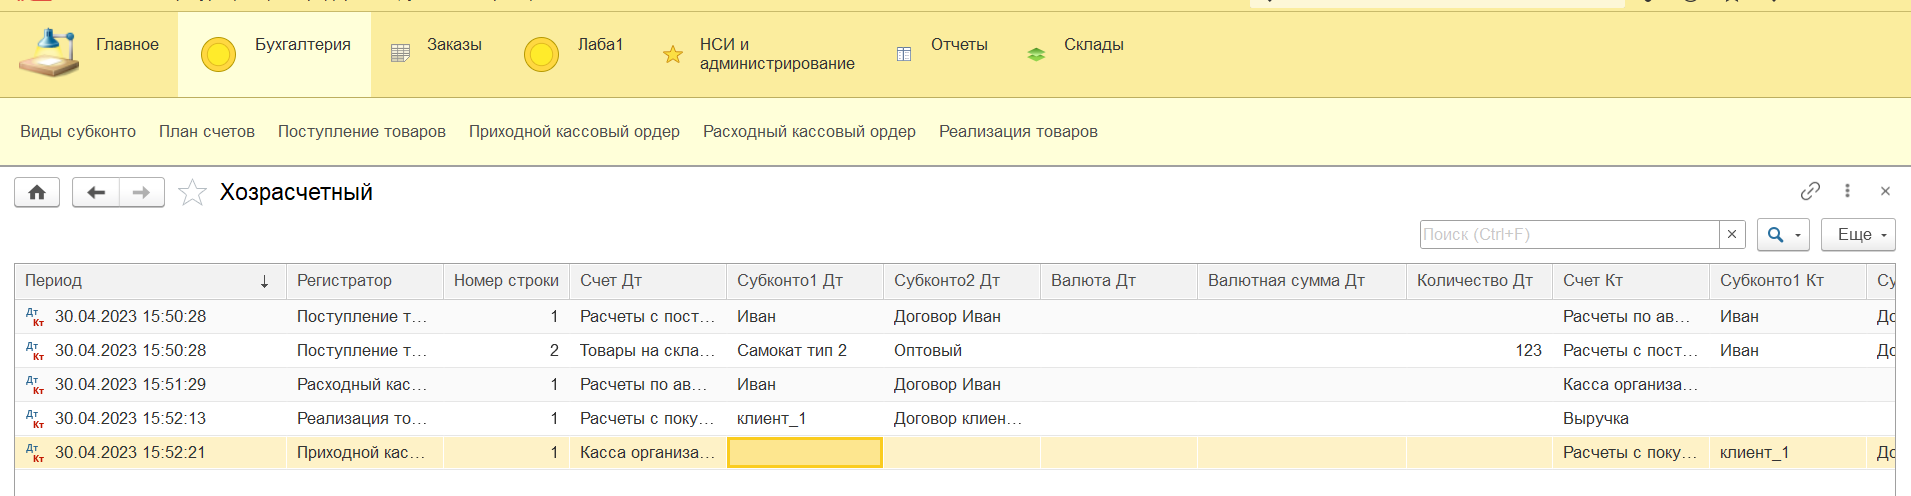 Главное
Бухгалтерия
Заказы
Лаба1
НСИ и
администрирование
Отчеты
Склады
Виды субконто План счетов Поступление товаров Приходной кассовый ордер Расходный кассовый ордер Реализация товаров
Хозрасчетный
Поиск (Ctrl+F) × Еще
Период ↓ Регистратор Номер строки Счет Дт Субконто1 Дт Субконто2 Дт Валюта Дт Валютная сумма Дт Количество Дт Счет Кт Субконто1 Кт Су
Дт Кт 30.04.2023 15:50:28 Поступление т... 1 Расчеты с пост... Иван Договор Иван Расчеты по ав... Иван До
Дт Кт 30.04.2023 15:50:28 Поступление т... 2 Товары на скла... Самокат тип 2 Оптовый 123 Расчеты с пост... Иван До
Дт Кт 30.04.2023 15:51:29 Расходный кас... 1 Расчеты по ав... Иван Договор Иван Касса организа...
Дт Кт 30.04.2023 15:52:13 Реализация то... 1 Расчеты с поку... клиент_1 Договор клиен... Выручка
Дт Кт 30.04.2023 15:52:21 Приходной кас... 1 Касса организа... Расчеты с поку... клиент_1 До